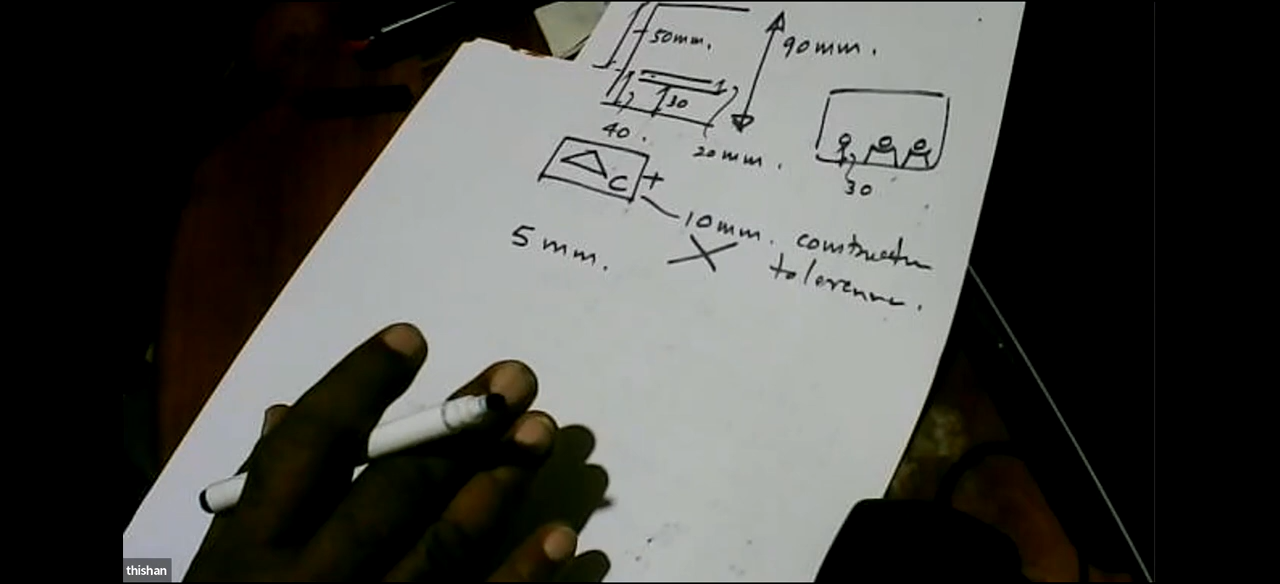 50mm.
90mm.
30
40.
20mm.
30
C +
10mm. construction
tolerance.
5mm.
thishan